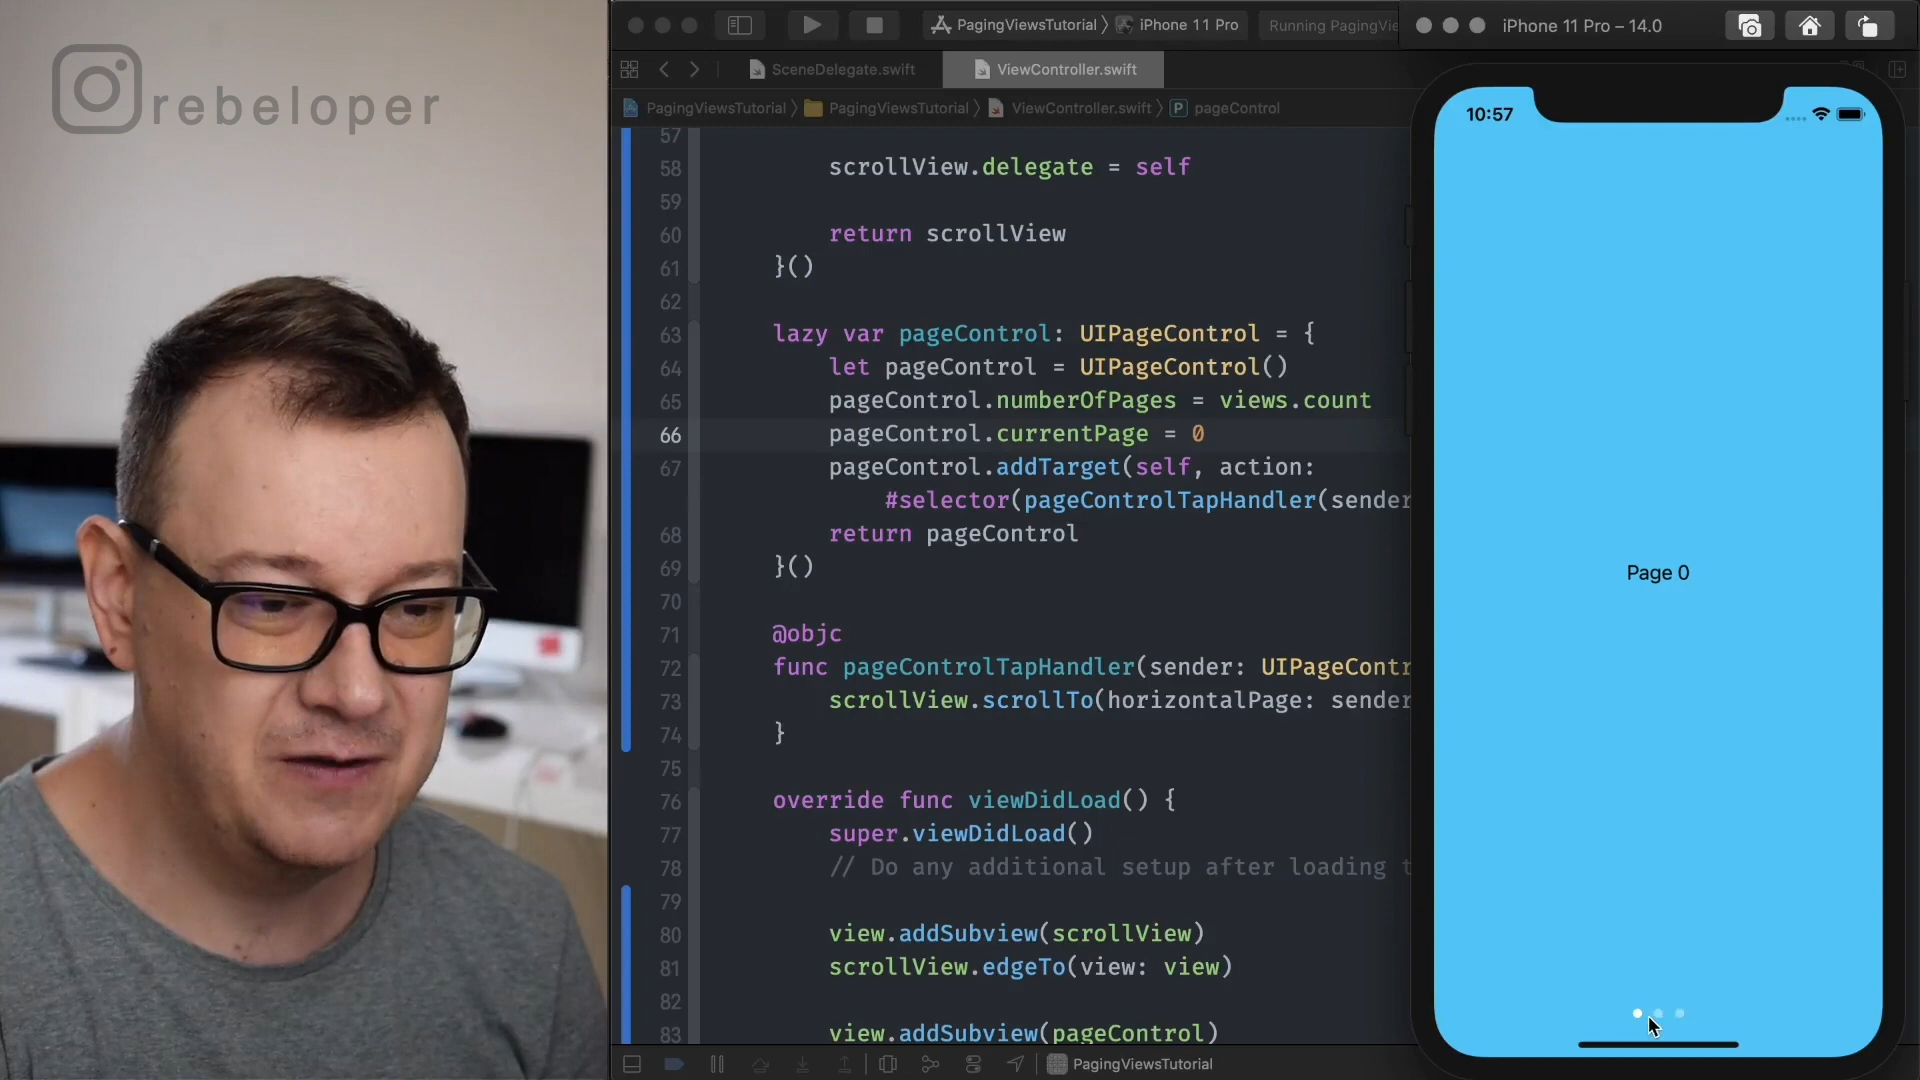 rebeloper
PagingViewsTutorial
iPhone 11 Pro
Running PagingVie
iPhone 11 Pro – 14.0
SceneDelegate.swift
ViewController.swift
PagingViewsTutorial
PagingViewsTutorial
ViewController.swift
P
pageControl
10:57
57
58 scrollView.delegate = self
59
60 return scrollView
61 }()
62
63 lazy var pageControl: UIPageControl = {
64 let pageControl = UIPageControl()
65 pageControl.numberOfPages = views.count
66 pageControl.currentPage = 0
67 pageControl.addTarget(self, action:
#selector(pageControlTapHandler(sender
68 return pageControl
69 }()
70
71 @objc
72 func pageControlTapHandler(sender: UIPageContr
73 scrollView.scrollTo(horizontalPage: sender
74 }
75
76 override func viewDidLoad() {
77 super.viewDidLoad()
78 // Do any additional setup after loading t
79
80 view.addSubview(scrollView)
81 scrollView.edgeTo(view: view)
82
83 view.addSubview(pageControl)
Page 0
PagingViewsTutorial